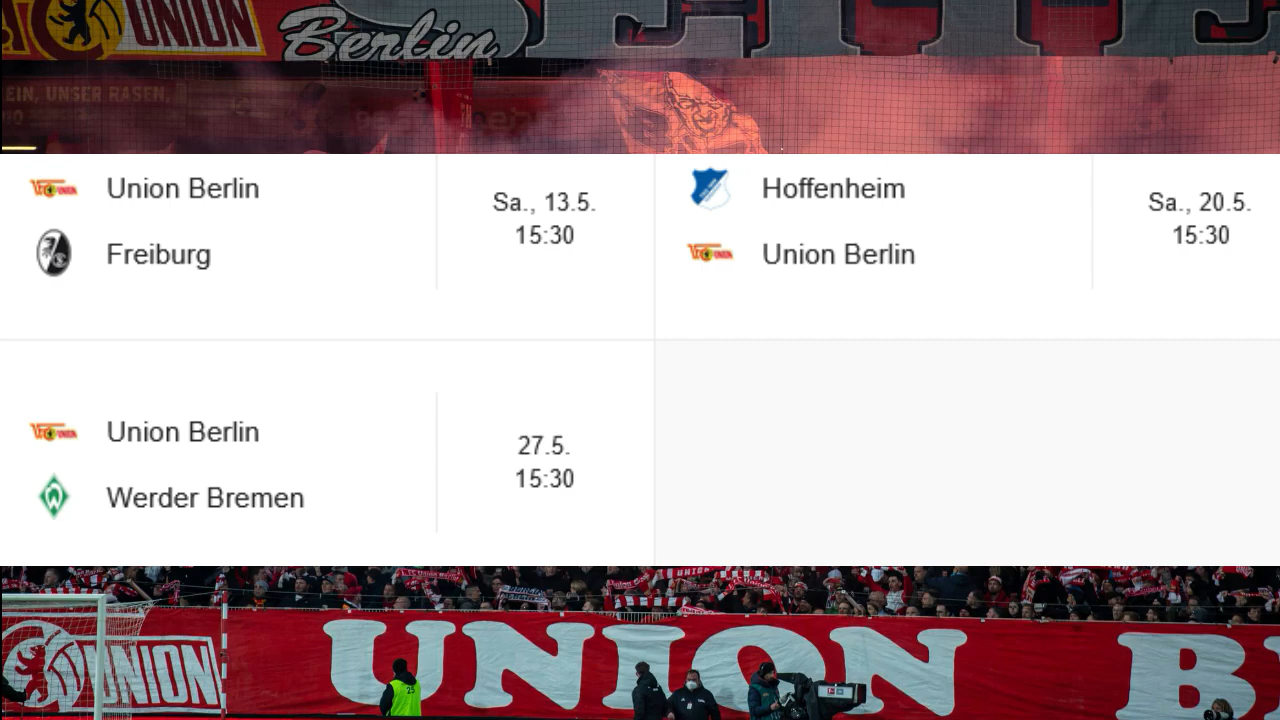 UNION
Berlin
EIN, UNSER RASEN,
Union Berlin
Freiburg
Sa., 13.5.
15:30
Hoffenheim
Union Berlin
Sa., 20.5.
15:30
Union Berlin
Werder Bremen
27.5.
15:30
UNION
UNION
25